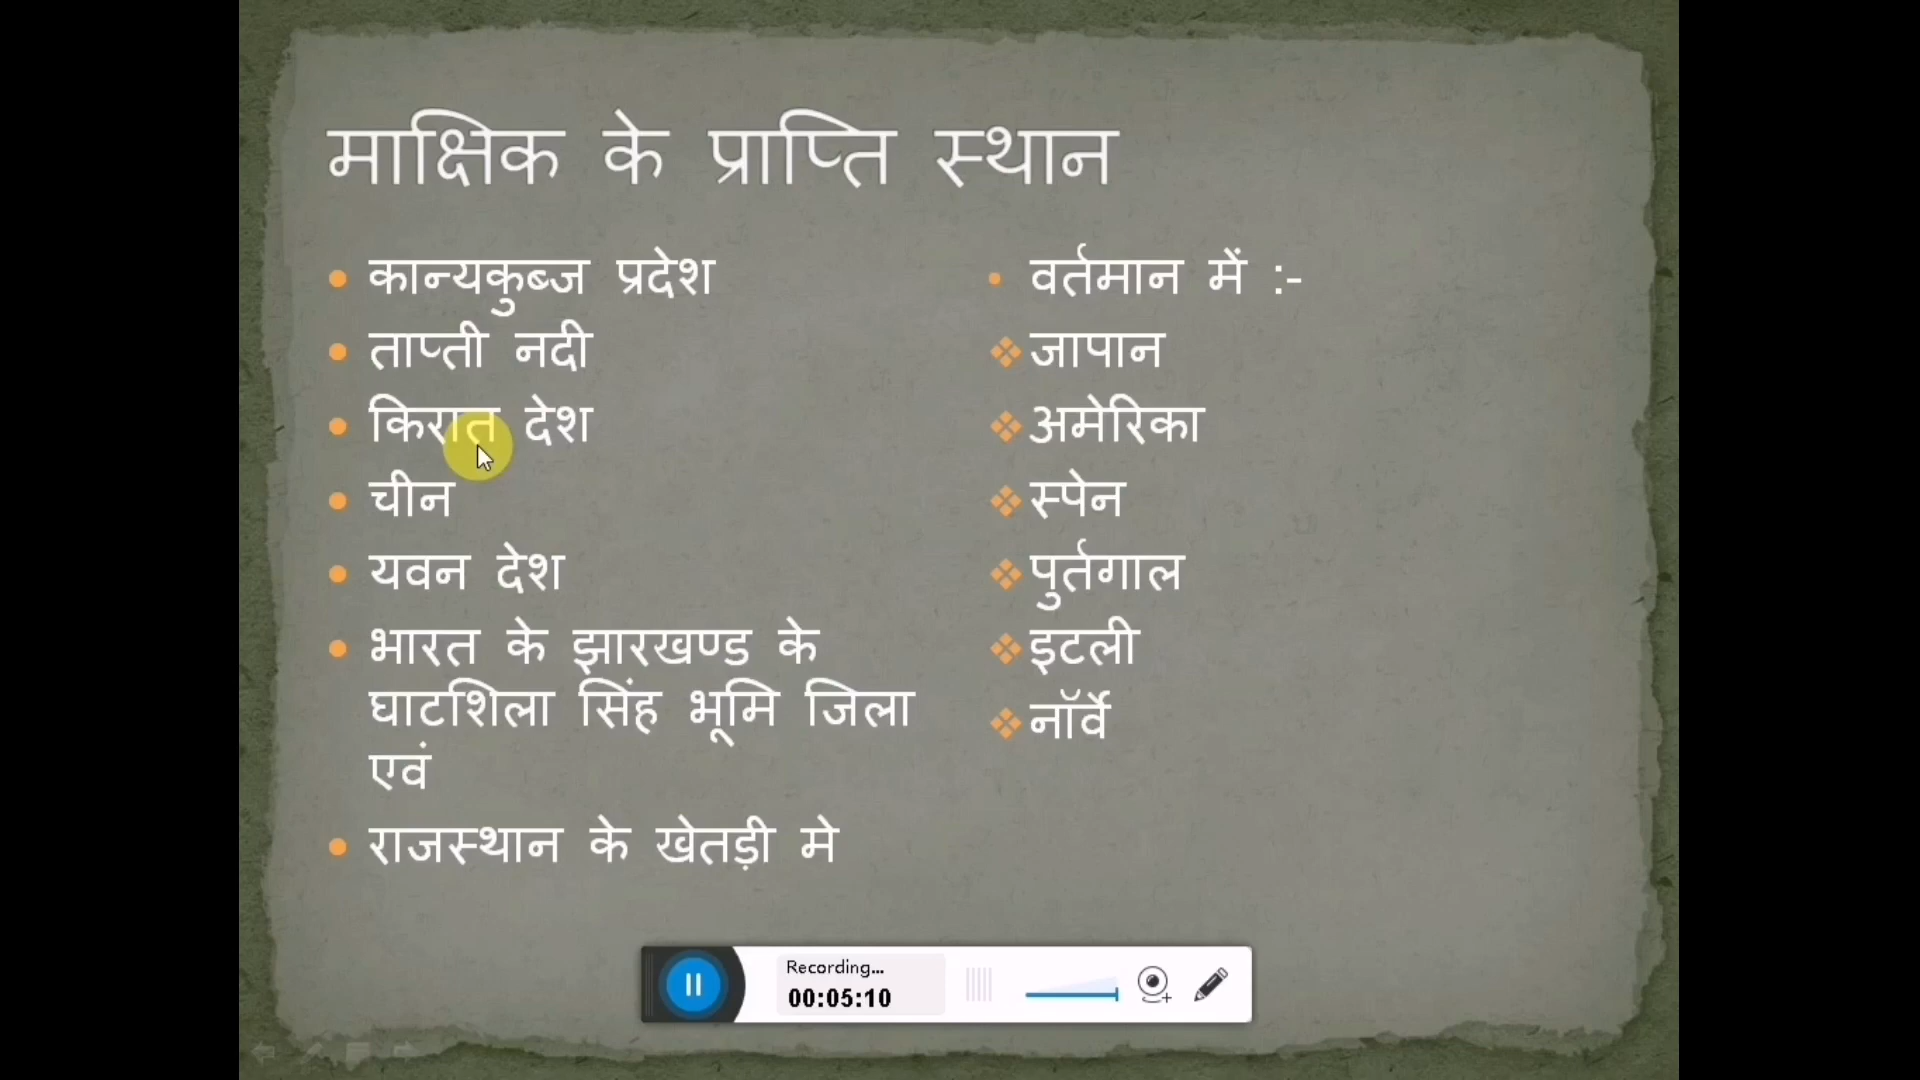 माक्षिक के प्राप्ति स्थान
कान्यकुब्ज प्रदेश
ताप्ती नदी
किरात देश
चीन
यवन देश
भारत के झारखण्ड के
घाटशिला सिंह भूमि जिला
एवं
राजस्थान के खेतड़ी मे
वर्तमान में :-
जापान
अमेरिका
स्पेन
पुर्तगाल
इटली
नॉर्वे
Recording...
00:05:10